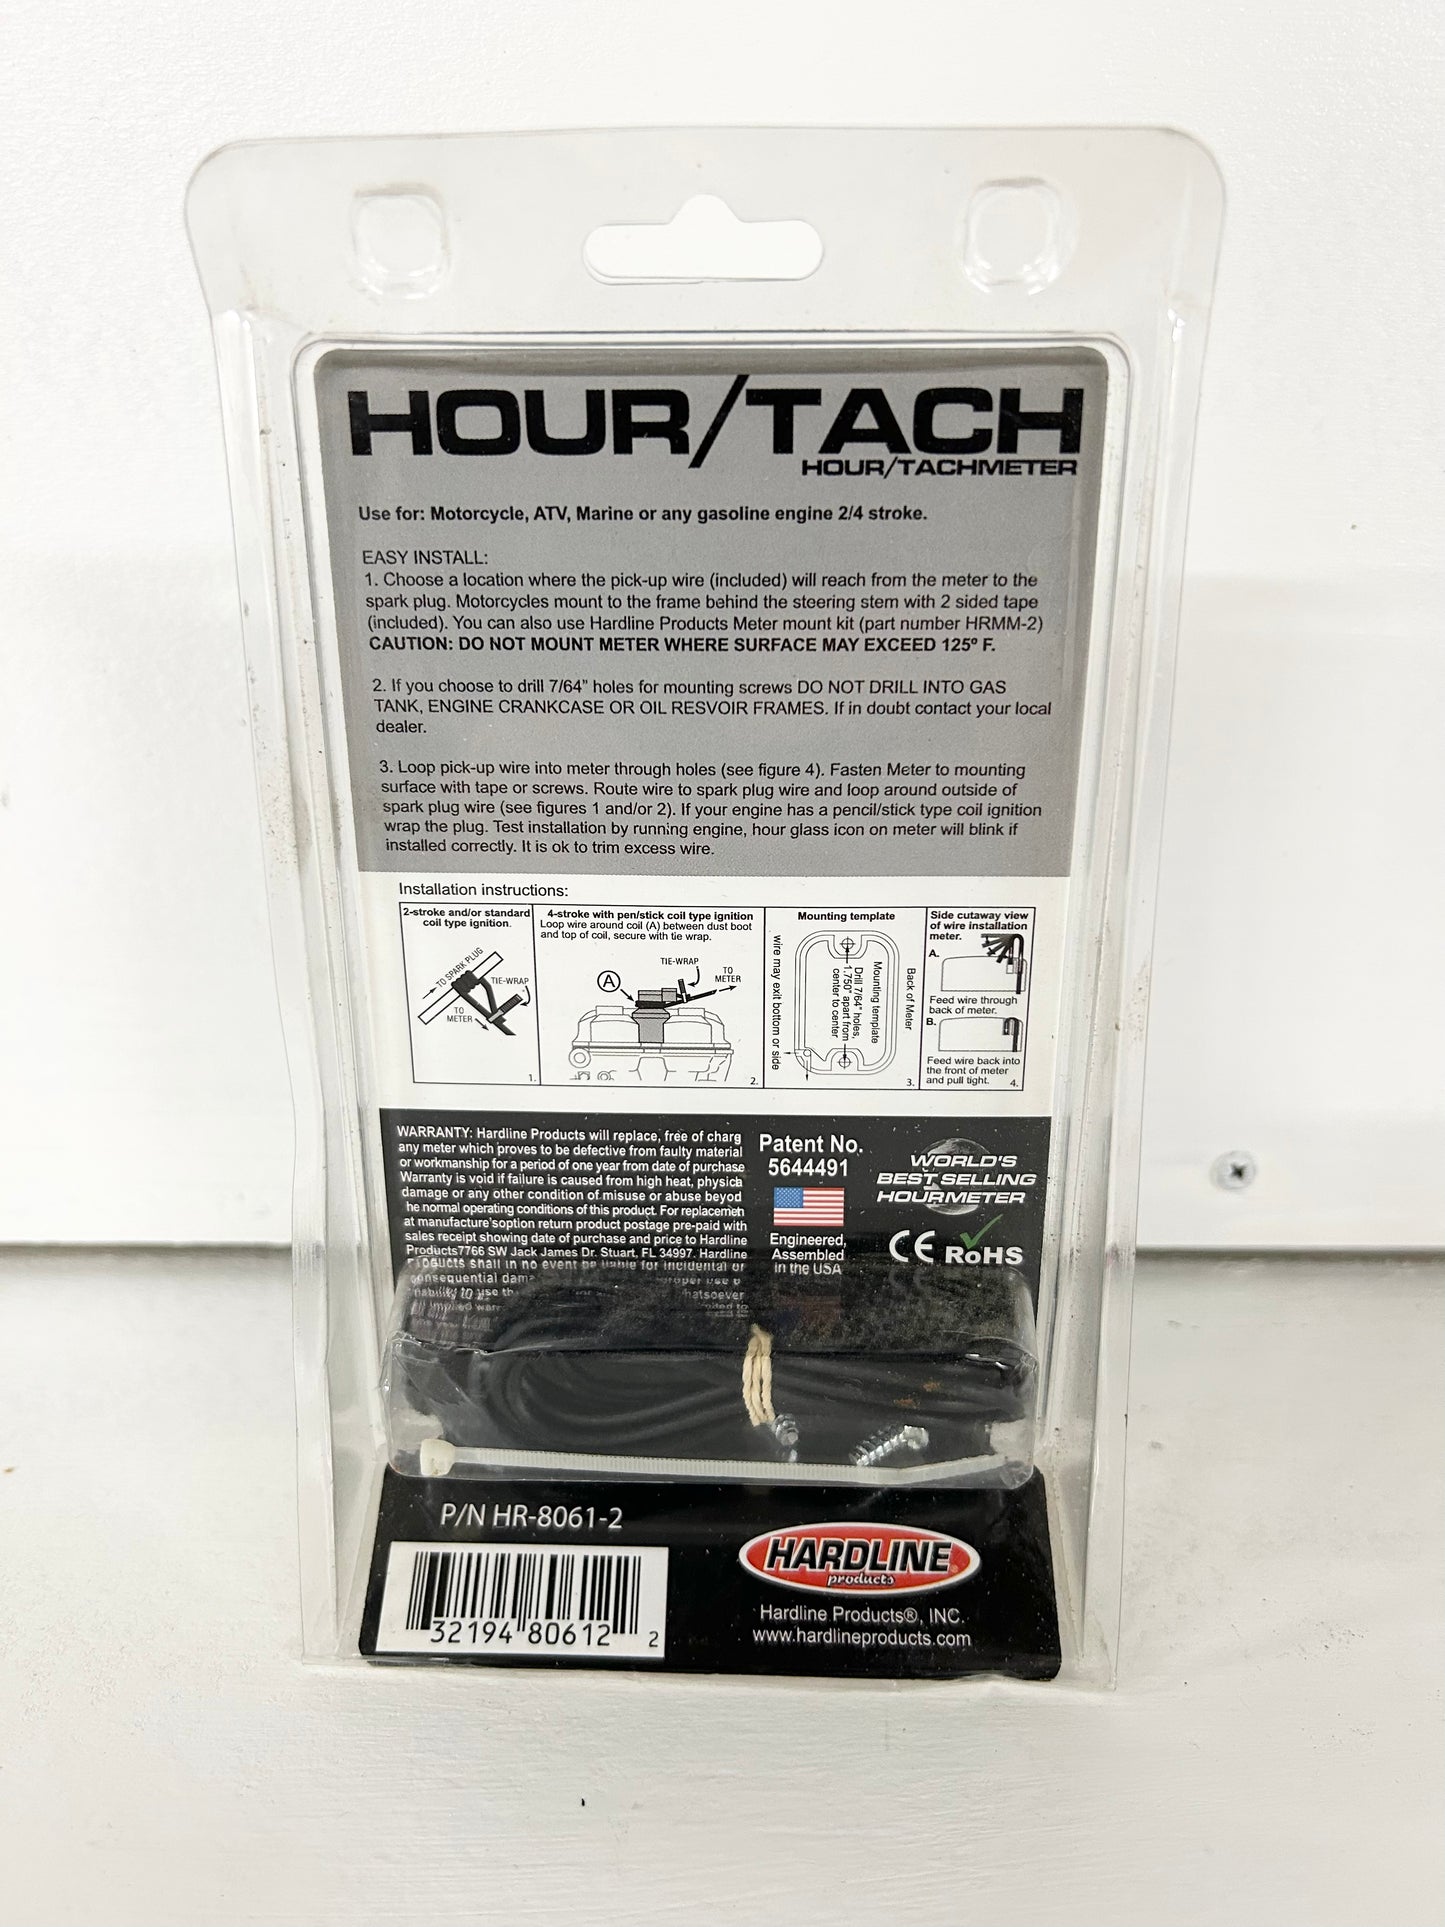 HOUR/TACH
HOUR/TACHMETER
Use for: Motorcycle, ATV, Marine or any gasoline engine 2/4 stroke.
EASY INSTALL:
1. Choose a location where the pick-up wire (included) will reach from the meter to the
spark plug. Motorcycles mount to the frame behind the steering stem with 2 sided tape
(included). You can also use Hardline Products Meter mount kit (part number HRMM-2)
CAUTION: DO NOT MOUNT METER WHERE SURFACE MAY EXCEED 125º F.
2. If you choose to drill 7/64” holes for mounting screws DO NOT DRILL INTO GAS
TANK, ENGINE CRANKCASE OR OIL RESVOIR FRAMES. If in doubt contact your local
dealer.
3. Loop pick-up wire into meter through holes (see figure 4). Fasten Meter to mounting
surface with tape or screws. Route wire to spark plug wire and loop around outside of
spark plug wire (see figures 1 and/or 2). If your engine has a pencil/stick type coil ignition
wrap the plug. Test installation by running engine, hour glass icon on meter will blink if
installed correctly. It is ok to trim excess wire.
Installation instructions:
2-stroke and/or standard
coil type ignition.
TO SPARK PLUG
TIE-WRAP
TO
METER
1.
4-stroke with pen/stick coil type ignition
Loop wire around coil (A) between dust boot
and top of coil, secure with tie wrap.
TIE-WRAP
TO
METER
A
2.
Mounting template
wire may exit bottom or side
Back of Meter
Mounting template
Drill 7/64" holes,
1.750" apart from
center to center
3.
Side cutaway view
of wire installation
meter.
A.
Feed wire through
back of meter.
B.
Feed wire back into
the front of meter
and pull tight.
4.
WARRANTY: Hardline Products will replace, free of charg
any meter which proves to be defective from faulty material
or workmanship for a period of one year from date of purchase
Warranty is void if failure is caused from high heat, physica
damage or any other condition of misuse or abuse beyod
he normal operating conditions of this product. For replacemen
at manufacture'soption return product postage pre-paid with
sales receipt showing date of purchase and price to Hardline
Products7766 SW Jack James Dr. Stuart, FL 34997. Hardline
Products shall in no event be liable for incidental or
consequential
Patent No.
5644491
Engineered,
Assembled
in the USA
WORLD'S
BEST SELLING
HOURMETER
CE RoHS
P/N HR-8061-2
32194 80612 2
HARDLINE
products
Hardline Products®, INC.
www.hardlineproducts.com